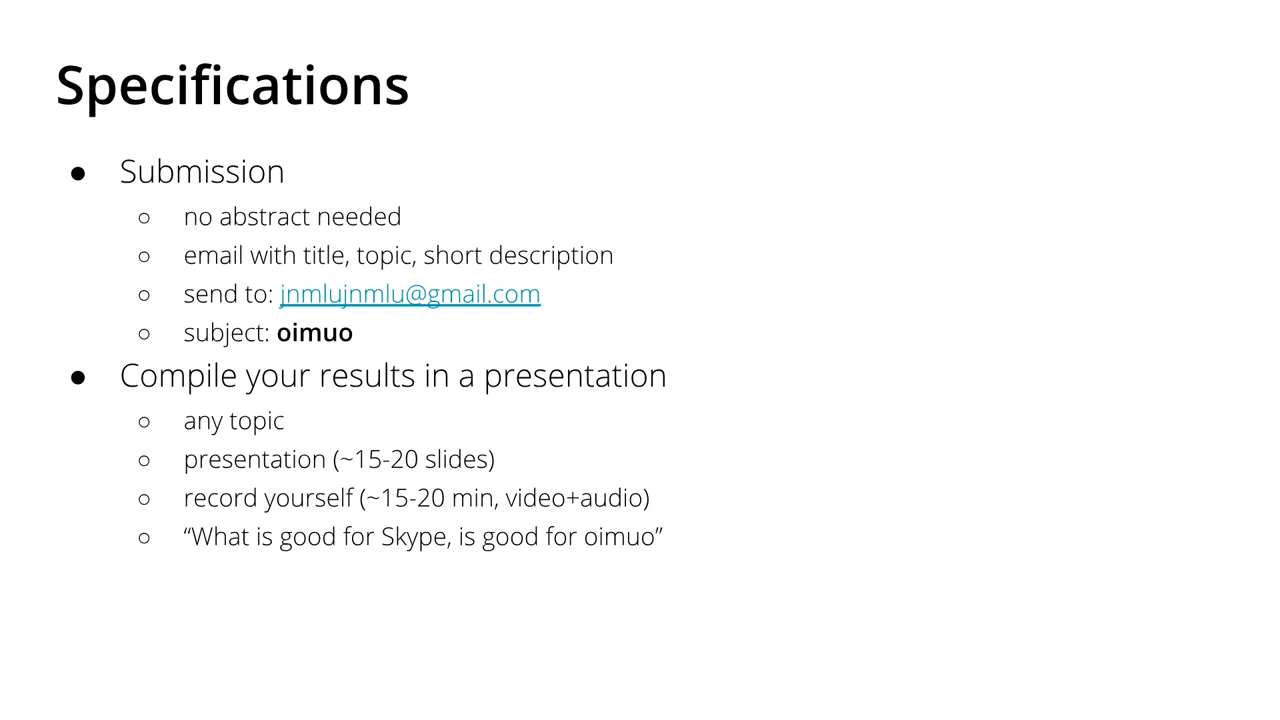 Specifications
● Submission
○ no abstract needed
○ email with title, topic, short description
○ send to: jnmlujnmlu@gmail.com
○ subject: oimuo
● Compile your results in a presentation
○ any topic
○ presentation (~15-20 slides)
○ record yourself (~15-20 min, video+audio)
○ “What is good for Skype, is good for oimuo”